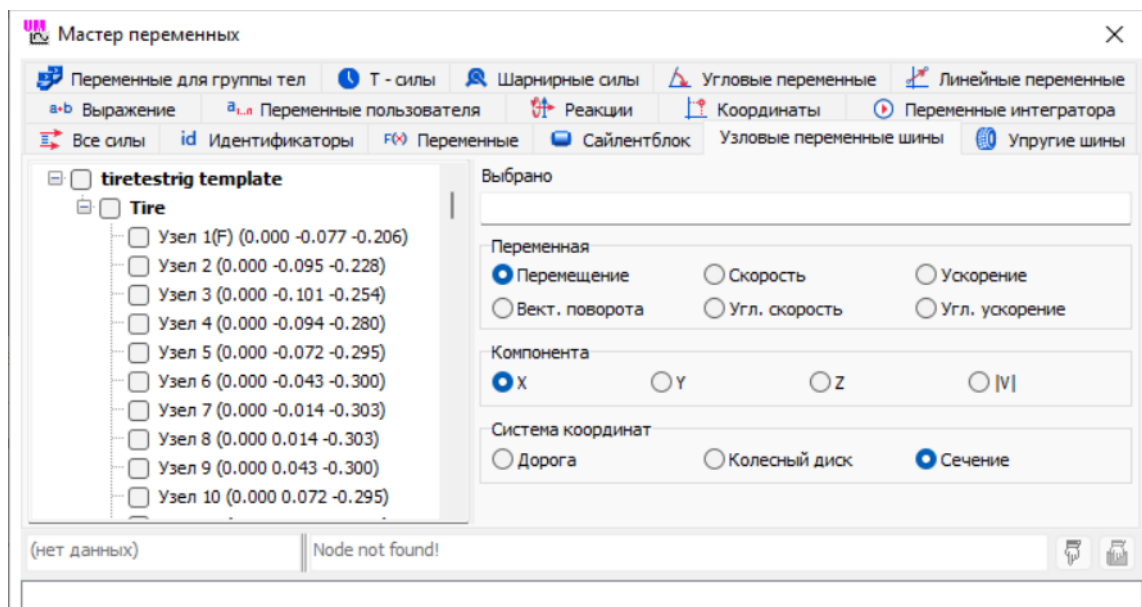 UM Мастер переменных
Переменные для группы тел T - силы Шарнирные силы Угловые переменные Линейные переменные
a+b Выражение a Переменные пользователя Реакции Координаты Переменные интегратора
Все силы id Идентификаторы F(x) Переменные Сайлентблок Узловые переменные шины Упругие шины
tiretestrig template
Tire
Узел 1(F) (0.000 -0.077 -0.206)
Узел 2 (0.000 -0.095 -0.228)
Узел 3 (0.000 -0.101 -0.254)
Узел 4 (0.000 -0.094 -0.280)
Узел 5 (0.000 -0.072 -0.295)
Узел 6 (0.000 -0.043 -0.300)
Узел 7 (0.000 -0.014 -0.303)
Узел 8 (0.000 0.014 -0.303)
Узел 9 (0.000 0.043 -0.300)
Узел 10 (0.000 0.072 -0.295)
Выбрано
Переменная
Перемещение Скорость Ускорение
Вект. поворота Угл. скорость Угл. ускорение
Компонента
X Y Z |V|
Система координат
Дорога Колесный диск Сечение
(нет данных) Node not found!